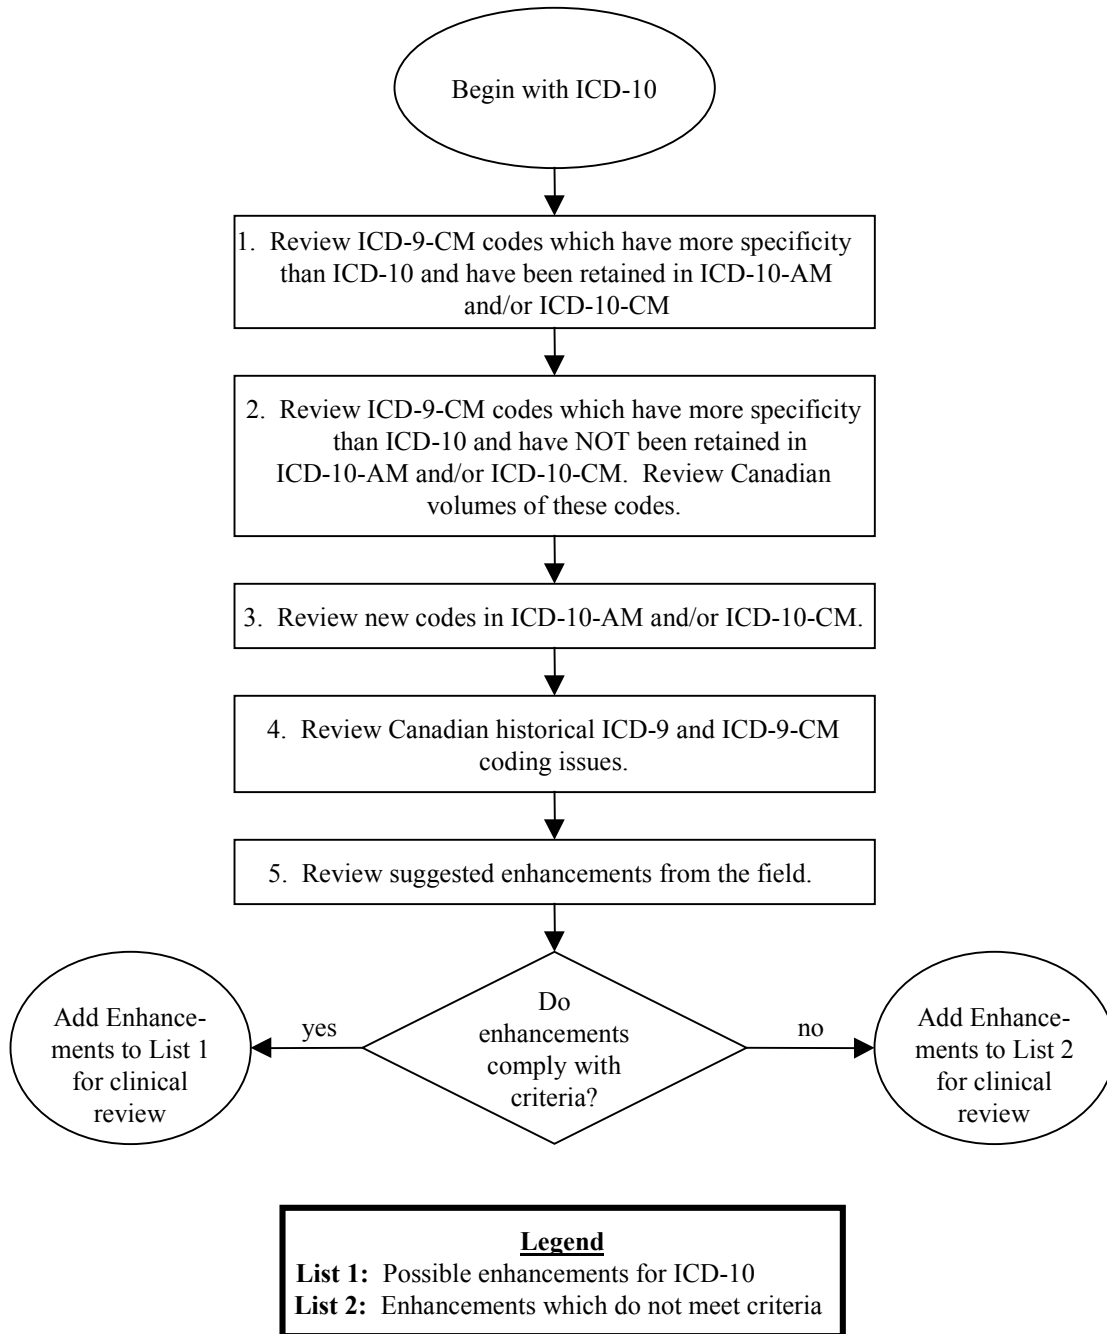 Begin with ICD-10
1. Review ICD-9-CM codes which have more specificity
than ICD-10 and have been retained in ICD-10-AM
and/or ICD-10-CM
2. Review ICD-9-CM codes which have more specificity
than ICD-10 and have NOT been retained in
ICD-10-AM and/or ICD-10-CM. Review Canadian
volumes of these codes.
3. Review new codes in ICD-10-AM and/or ICD-10-CM.
4. Review Canadian historical ICD-9 and ICD-9-CM
coding issues.
5. Review suggested enhancements from the field.
Add Enhance-
ments to List 1
for clinical
review
yes
Do
enhancements
comply with
criteria?
no
Add Enhance-
ments to List 2
for clinical
review
Legend
List 1: Possible enhancements for ICD-10
List 2: Enhancements which do not meet criteria